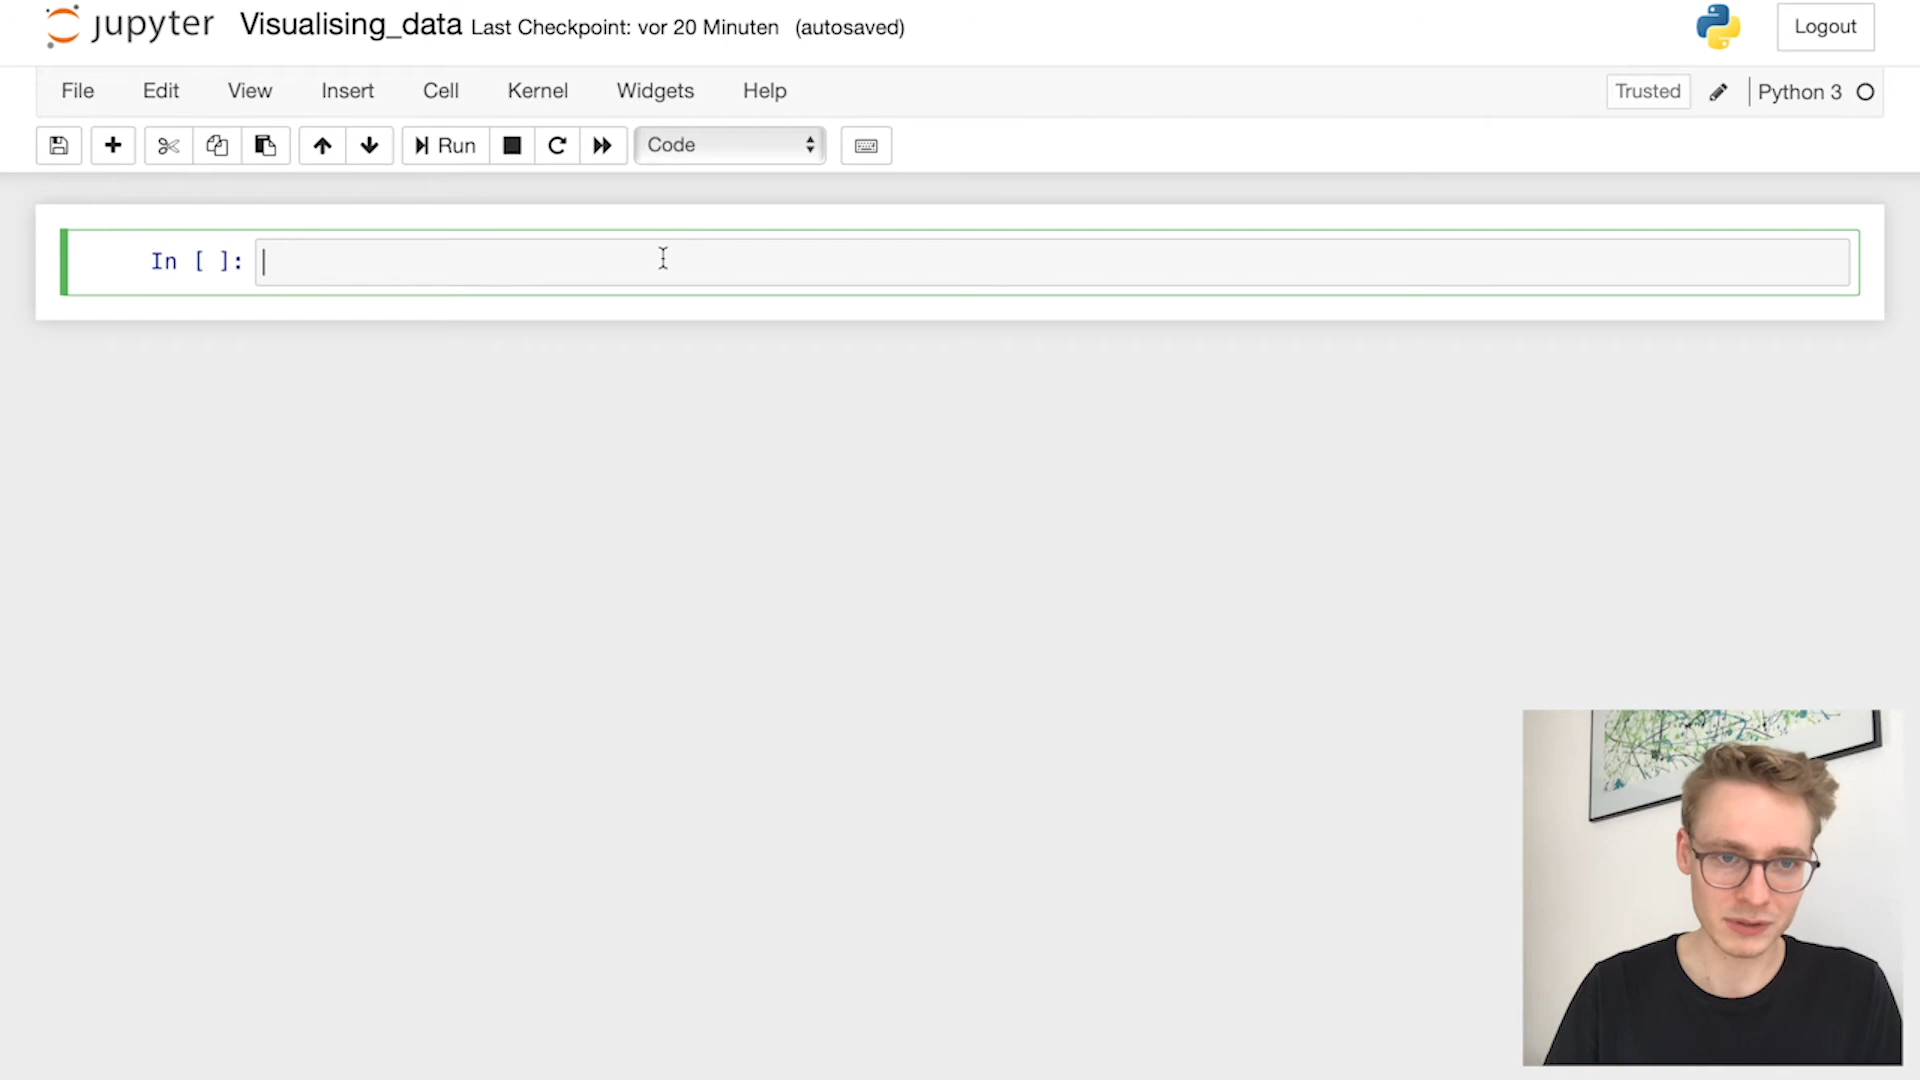 jupyter Visualising_data Last Checkpoint: vor 20 Minuten (autosaved) Logout
File Edit View Insert Cell Kernel Widgets Help Trusted Python 3
Run Code
In [ ]: